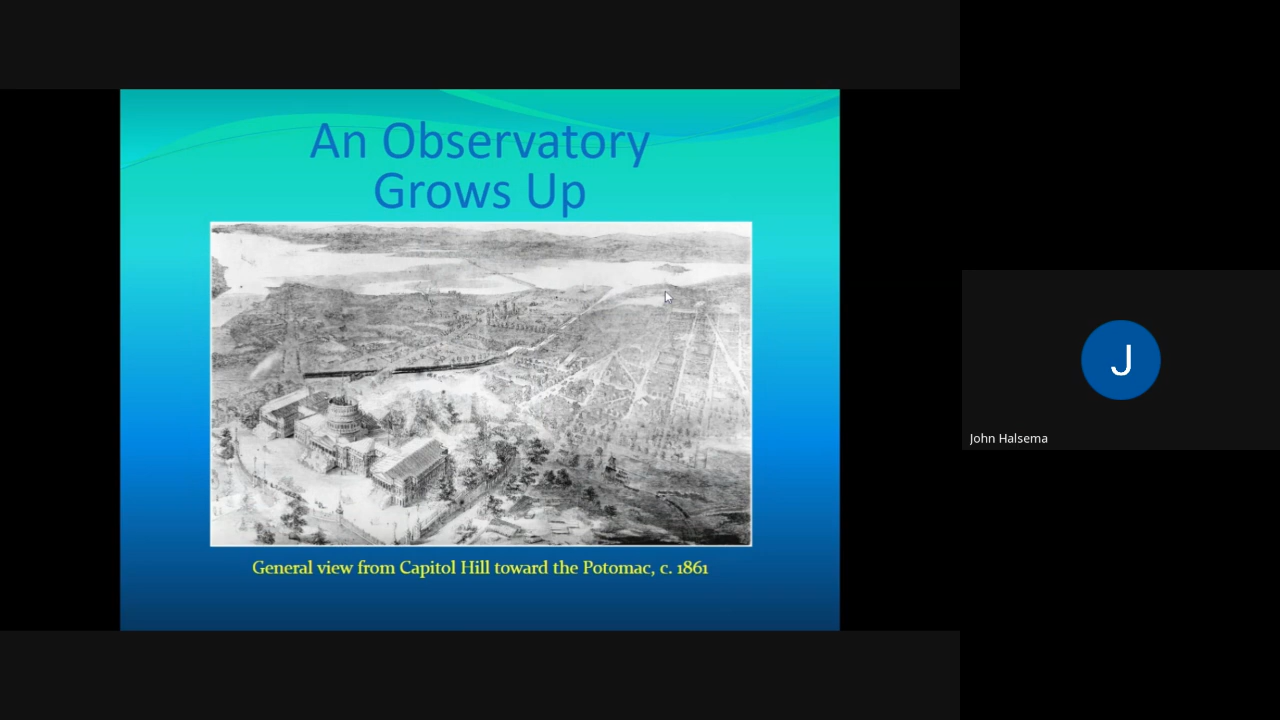 An Observatory
Grows Up
General view from Capitol Hill toward the Potomac, c. 1861
J
John Halsema